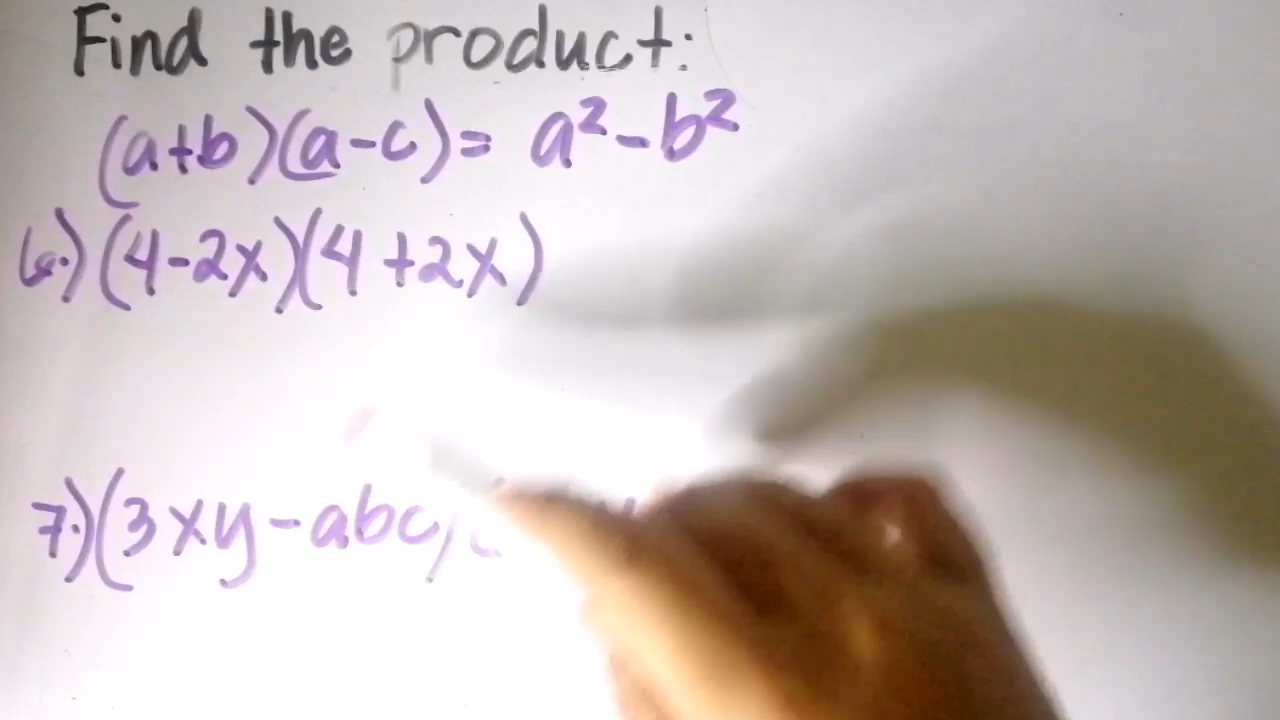 Find the product:
(a+b)(a-c)= a²-b²
6.)(4-2x)(4+2x)
7.)(3xy-abc)